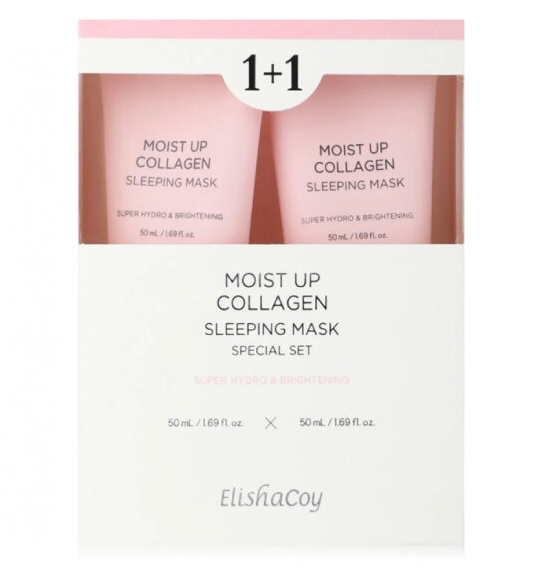 1+1
MOIST UP
COLLAGEN
SLEEPING MASK
SUPER HYDRO & BRIGHTENING
50 mL / 1.69 fl. oz.
MOIST UP
COLLAGEN
SLEEPING MASK
SUPER HYDRO & BRIGHTENING
50 mL / 1.69 fl. oz.
MOIST UP
COLLAGEN
SLEEPING MASK
SPECIAL SET
SUPER HYDRO & BRIGHTENING
50 mL / 1.69 fl. oz. X 50 mL / 1.69 fl. oz.
ElishaCoy